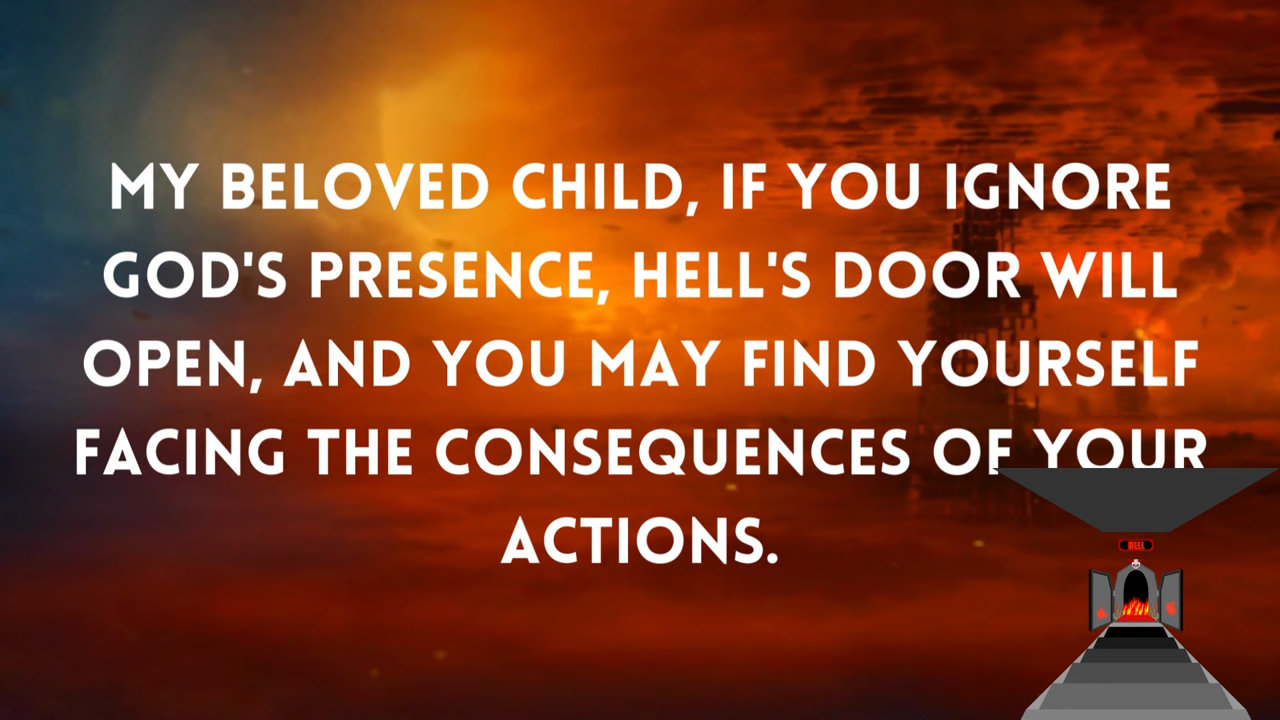 MY BELOVED CHILD, IF YOU IGNORE
GOD'S PRESENCE, HELL'S DOOR WILL
OPEN, AND YOU MAY FIND YOURSELF
FACING THE CONSEQUENCES OF YOUR
ACTIONS.
HELL